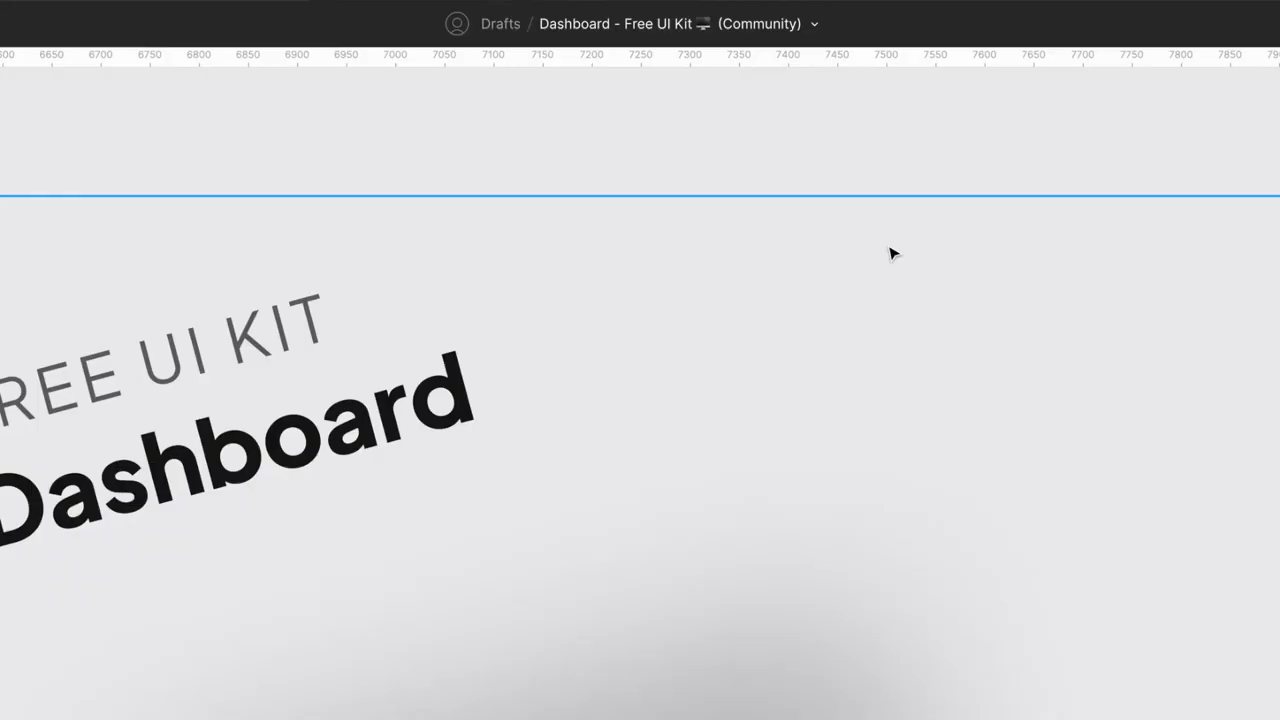 Drafts / Dashboard - Free UI Kit 🖥️ (Community)
6650 6700 6750 6800 6850 6900 6950 7000 7050 7100 7150 7200 7250 7300 7350 7400 7450 7500 7550 7600 7650 7700 7750 7800 7850
REE UI KIT
Dashboard